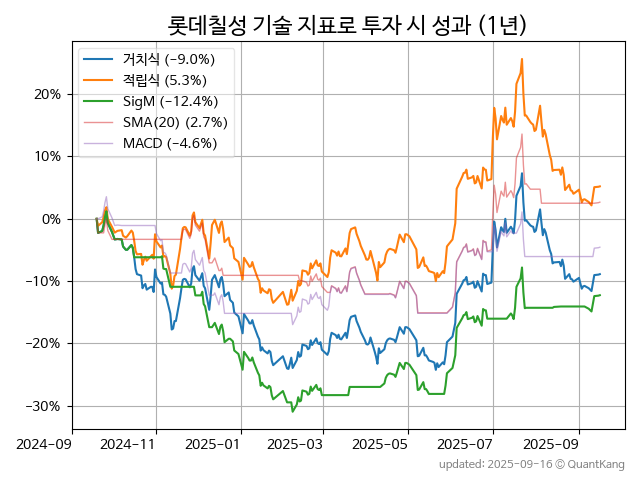 롯데칠성 기술 지표로 투자 시 성과 (1년)
거치식 (−9.0%)
적립식 (5.3%)
SigM (−12.4%)
SMA(20) (2.7%)
MACD (−4.6%)
20%
10%
0%
−10%
−20%
−30%
2024−09 2024−11 2025−01 2025−03 2025−05 2025−07 2025−09
updated: 2025−09−16 © QuantKang